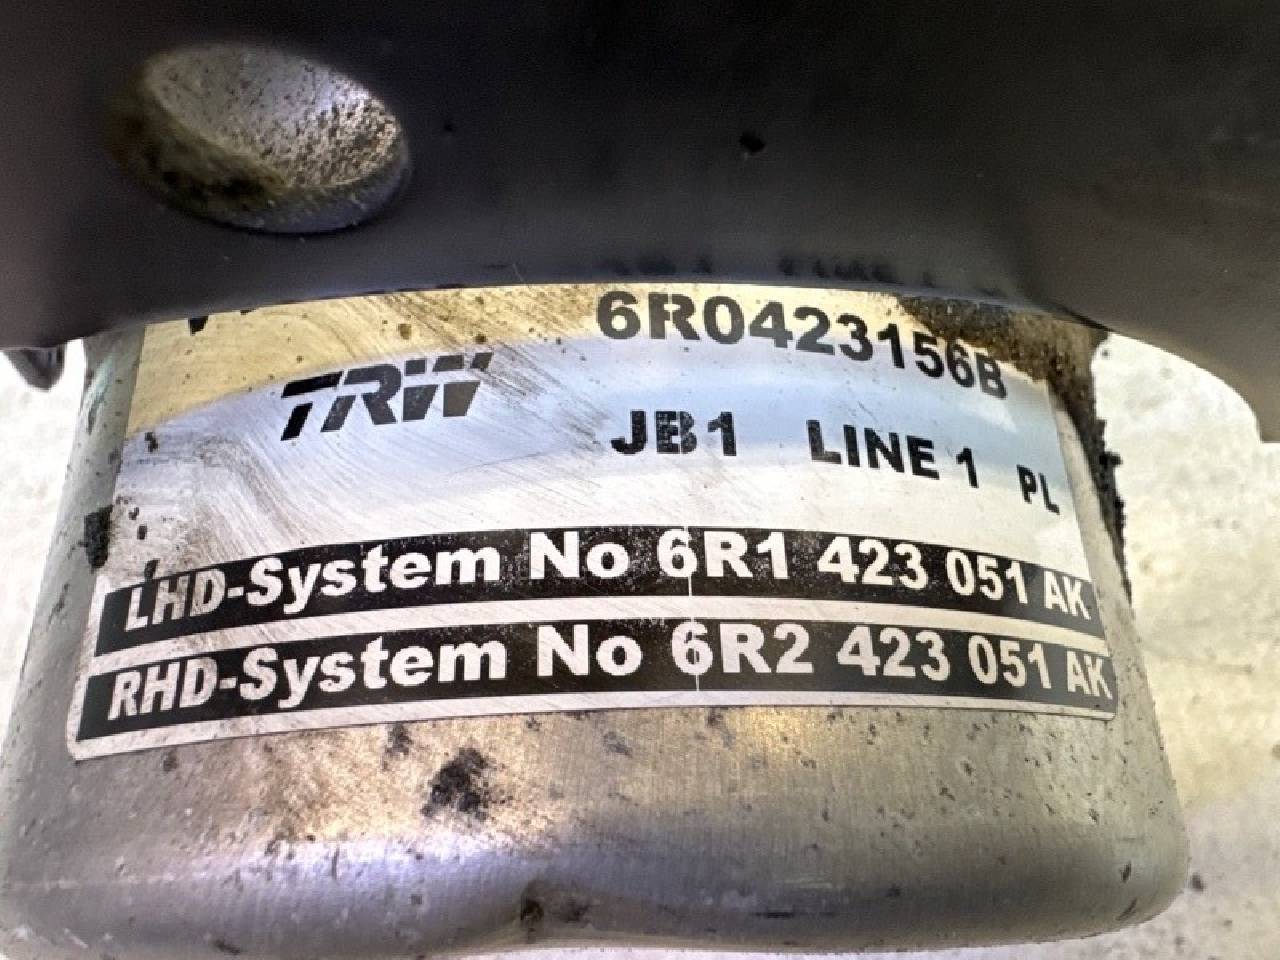 6R0423156B
TRW
JB1 LINE 1 PL
LHD-System No 6R1 423 051 AK
RHD-System No 6R2 423 051 AK